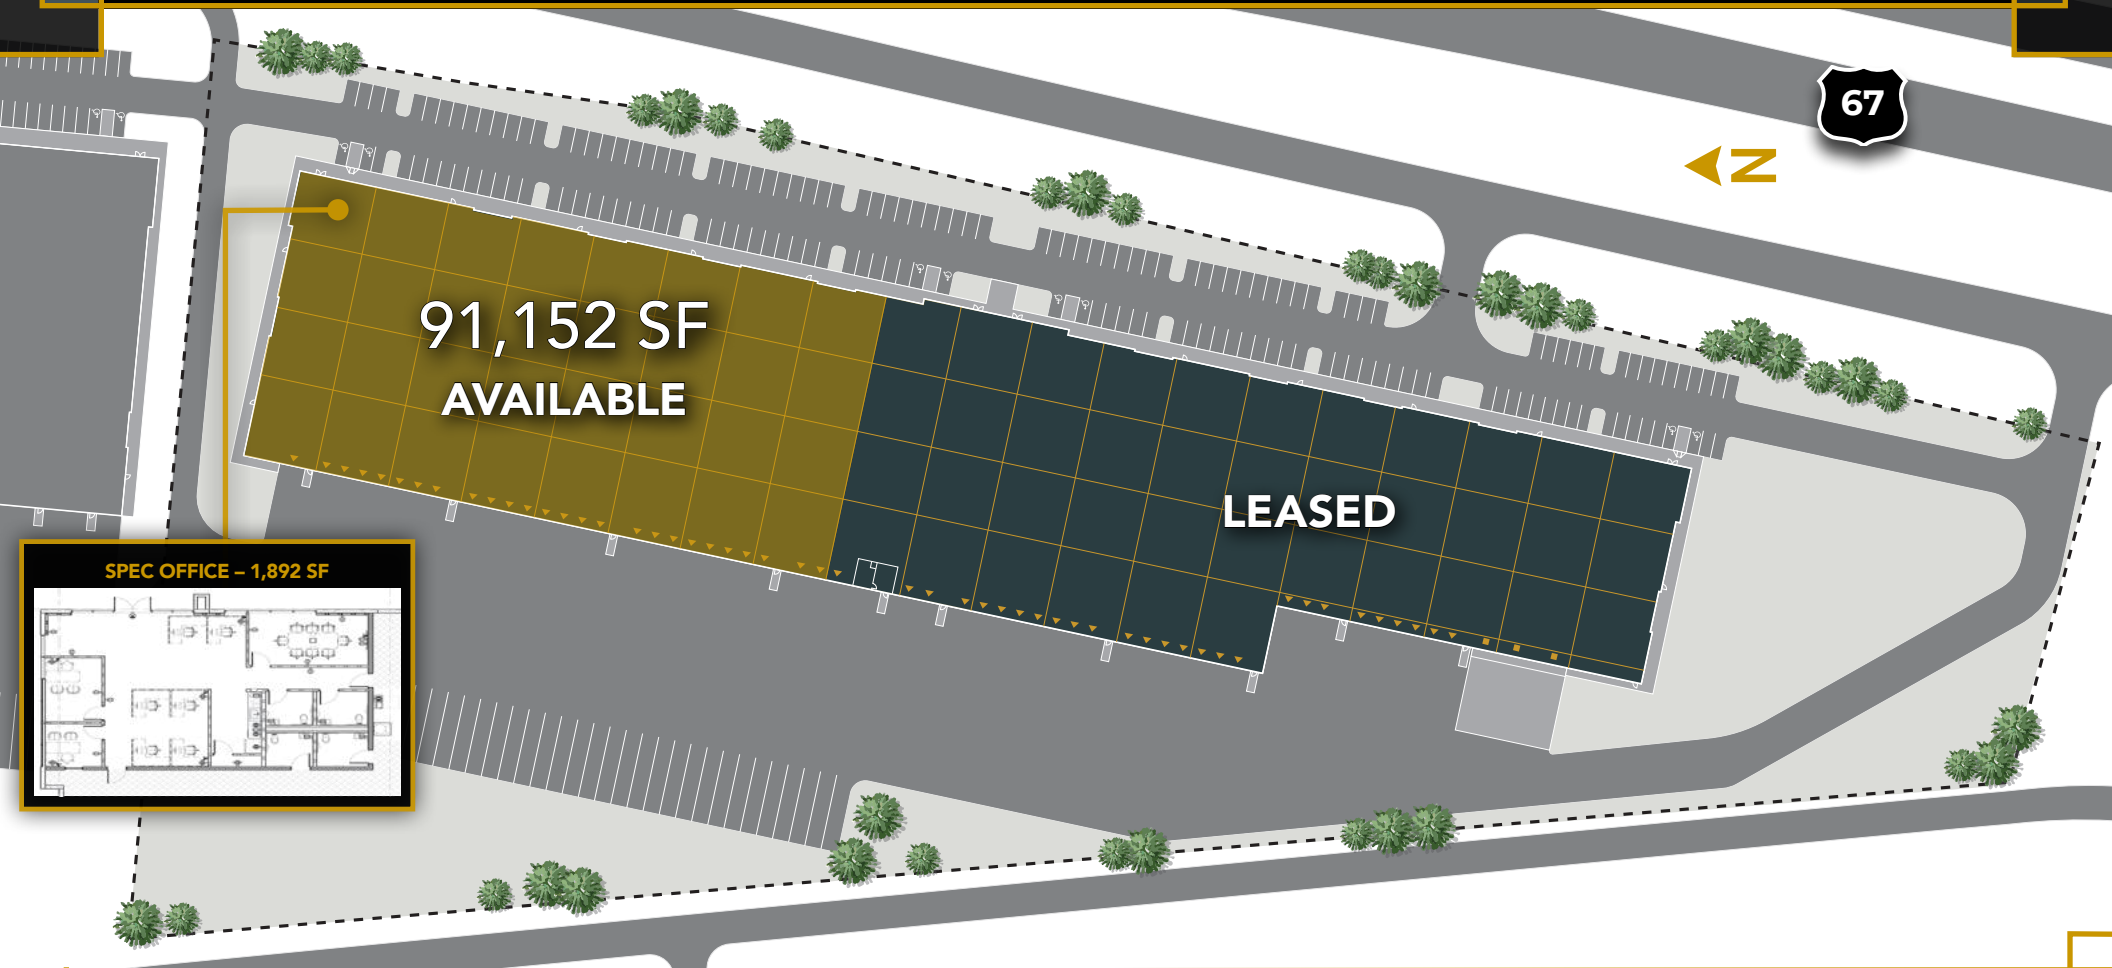 67
N
91,152 SF
AVAILABLE
LEASED
SPEC OFFICE – 1,892 SF